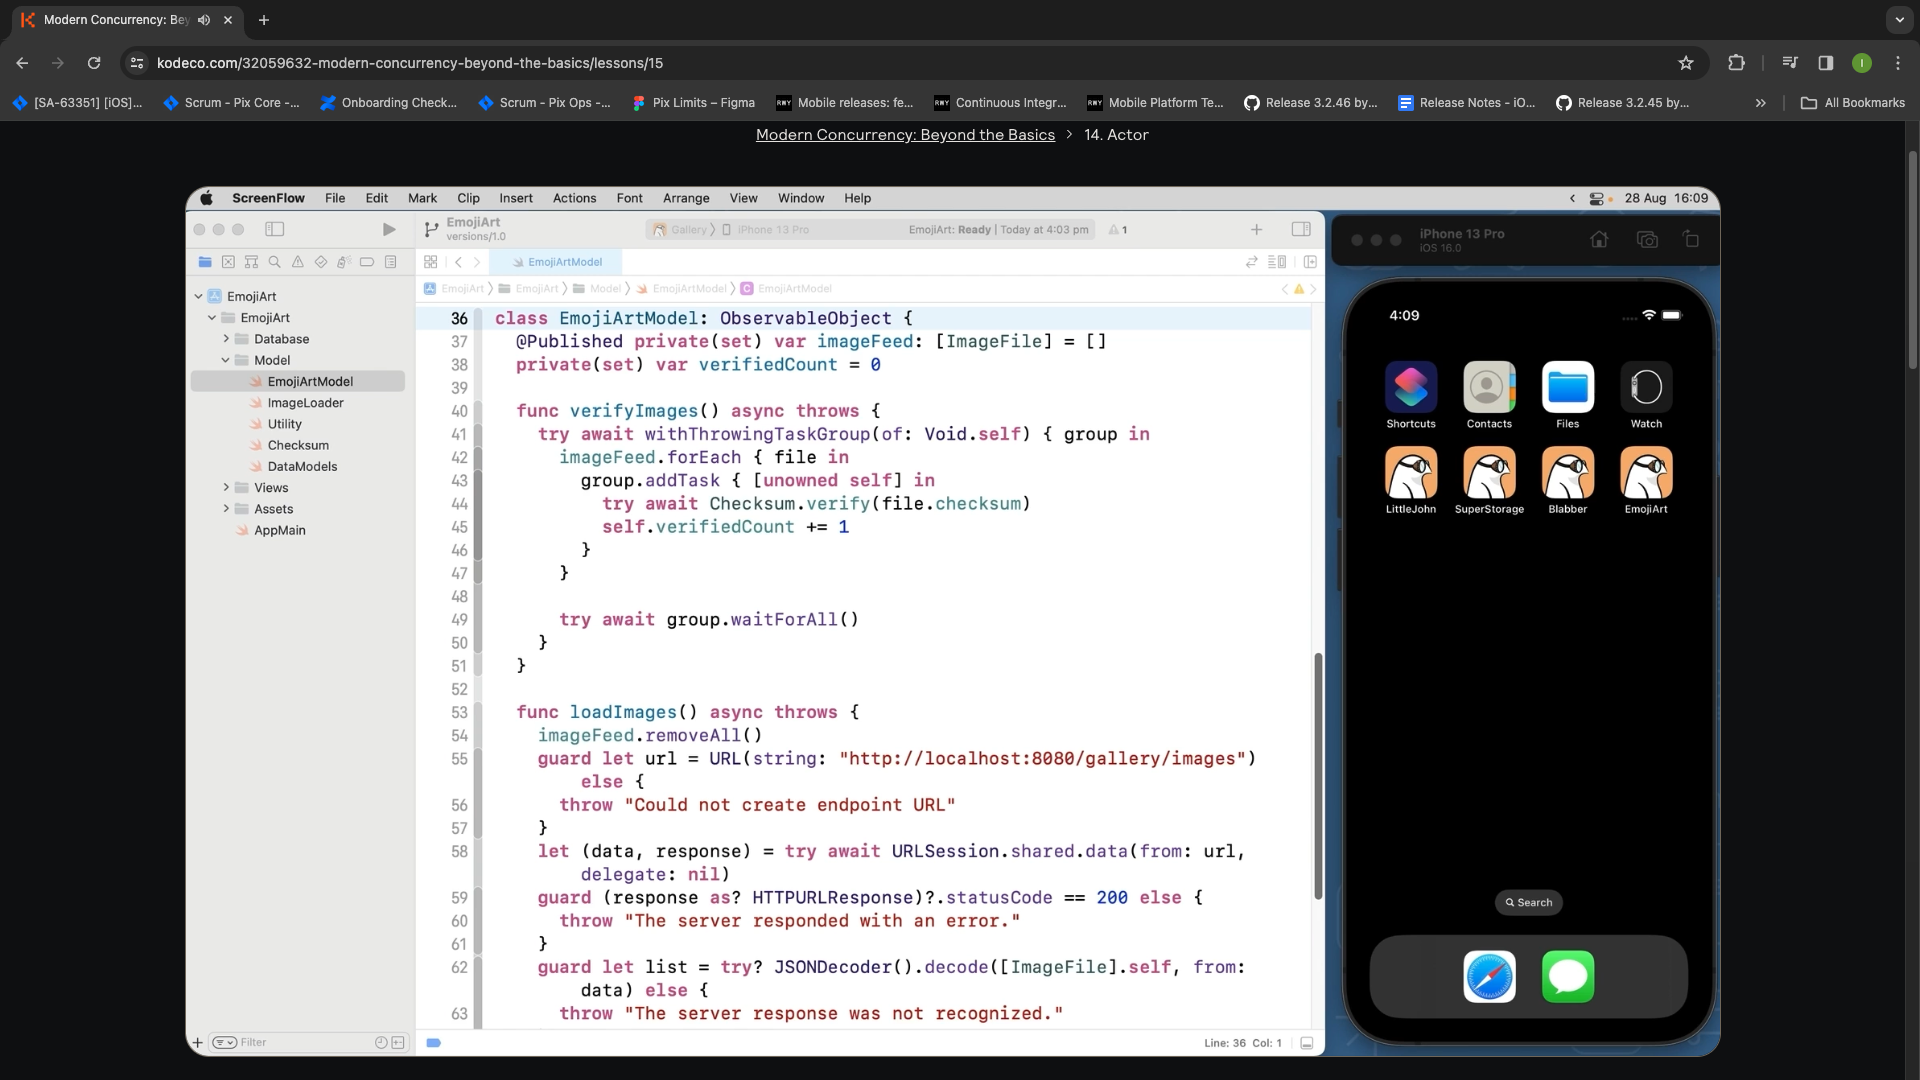 Modern Concurrency: Bey
kodeco.com/32059632-modern-concurrency-beyond-the-basics/lessons/15
I
[SA-63351] [iOS]...
Scrum - Pix Core -...
Onboarding Check...
Scrum - Pix Ops -...
Pix Limits – Figma
RWY
Mobile releases: fe...
RWY
Continuous Integr...
RWY
Mobile Platform Te...
Release 3.2.46 by...
Release Notes - iO...
Release 3.2.45 by...
»
All Bookmarks
Modern Concurrency: Beyond the Basics > 14. Actor
ScreenFlow File Edit Mark Clip Insert Actions Font Arrange View Window Help
28 Aug 16:09
EmojiArt
versions/1.0
Gallery
iPhone 13 Pro
EmojiArt: Ready | Today at 4:03 pm
1
EmojiArtModel
EmojiArt
EmojiArt
Model
EmojiArtModel
C
EmojiArtModel
EmojiArt
EmojiArt
Database
Model
EmojiArtModel
ImageLoader
Utility
Checksum
DataModels
Views
Assets
AppMain
Filter
36 class EmojiArtModel: ObservableObject {
37 @Published private(set) var imageFeed: [ImageFile] = []
38 private(set) var verifiedCount = 0
39
40 func verifyImages() async throws {
41 try await withThrowingTaskGroup(of: Void.self) { group in
42 imageFeed.forEach { file in
43 group.addTask { [unowned self] in
44 try await Checksum.verify(file.checksum)
45 self.verifiedCount += 1
46 }
47 }
48
49 try await group.waitForAll()
50 }
51 }
52
53 func loadImages() async throws {
54 imageFeed.removeAll()
55 guard let url = URL(string: "http://localhost:8080/gallery/images")
else {
56 throw "Could not create endpoint URL"
57 }
58 let (data, response) = try await URLSession.shared.data(from: url,
delegate: nil)
59 guard (response as? HTTPURLResponse)?.statusCode == 200 else {
60 throw "The server responded with an error."
61 }
62 guard let list = try? JSONDecoder().decode([ImageFile].self, from:
data) else {
63 throw "The server response was not recognized."
Line: 36 Col: 1
iPhone 13 Pro
iOS 16.0
4:09
Shortcuts
Contacts
Files
Watch
LittleJohn
SuperStorage
Blabber
EmojiArt
Search